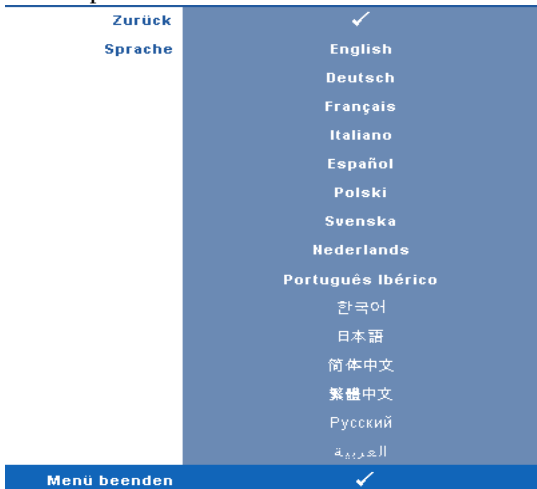 Zurück ✓
Sprache English
Deutsch
Français
Italiano
Español
Polski
Svenska
Nederlands
Português Ibérico
한국어
日本語
简体中文
繁體中文
Русский
العربية
Menü beenden ✓